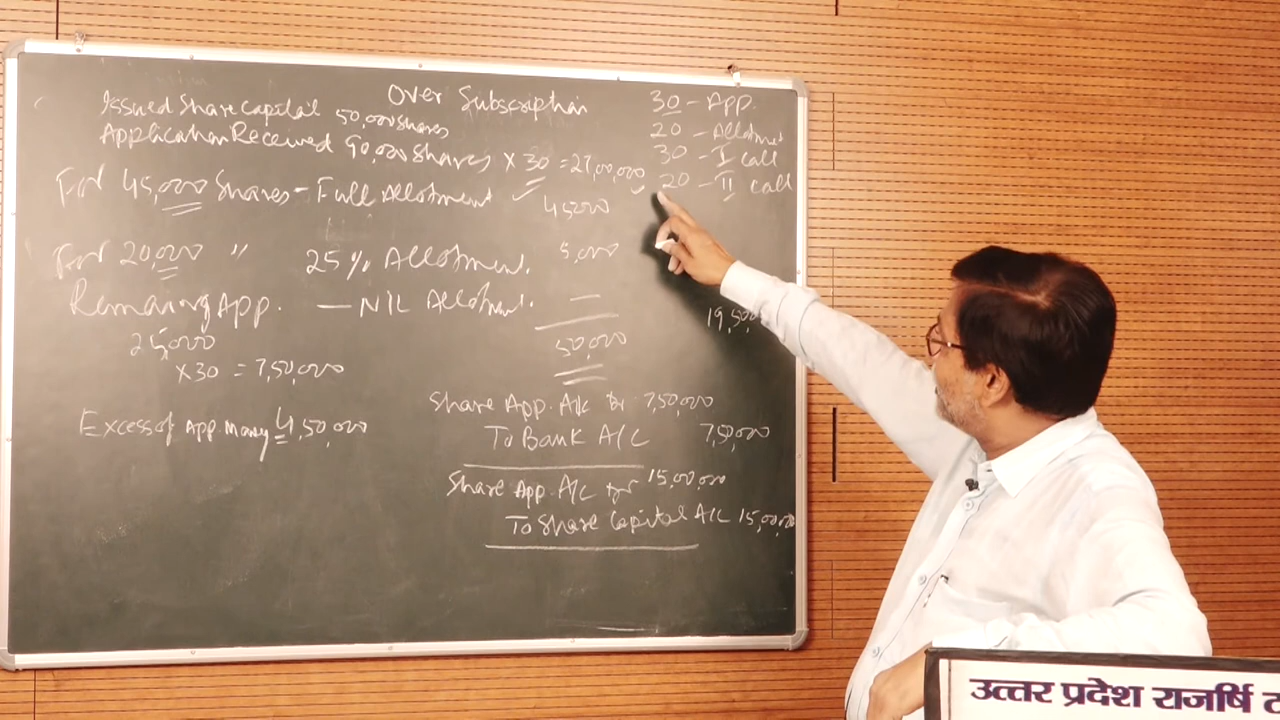 Over Subscription
Issued Share Capital 50,000 shares
Application Received 90,000 Shares × 30 = 27,00,000
For 45,000 Shares - Full Allotment 45000
For 20,000 " 25% Allotment. 5,000
Remaining App. — NIL Allotment. —
25,000
50,000
× 30 = 7,50,000
Excess of App. Money 4,50,000
30 - App.
20 - Allotment
30 - I call
20 - II call
19,50
Share App. A/c Dr 7,50,000
To Bank A/C 7,50,000
Share App. A/C Dr 15,00,000
To Share Capital A/C 15,00,000
उत्तर प्रदेश राजर्षि